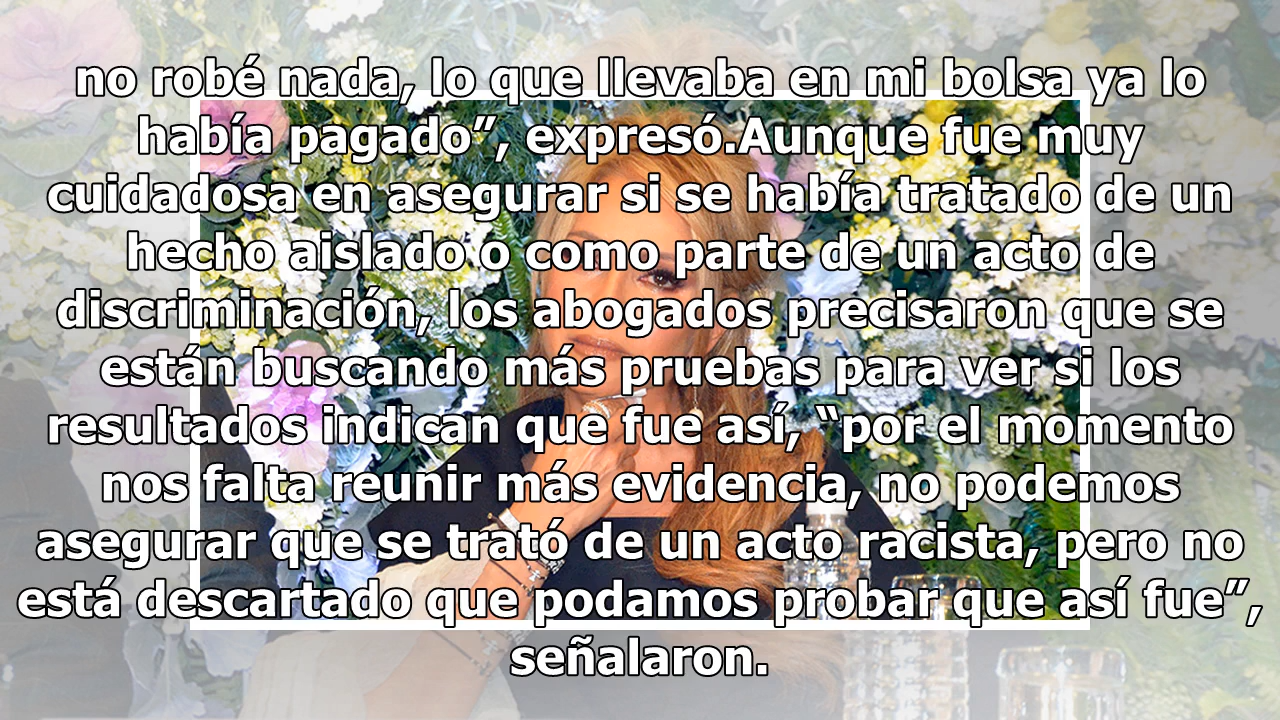 no robé nada, lo que llevaba en mi bolsa ya lo
había pagado”, expresó.Aunque fue muy
cuidadosa en asegurar si se había tratado de un
hecho aislado o como parte de un acto de
discriminación, los abogados precisaron que se
están buscando más pruebas para ver si los
resultados indican que fue así, “por el momento
nos falta reunir más evidencia, no podemos
asegurar que se trató de un acto racista, pero no
está descartado que podamos probar que así fue”,
señalaron.